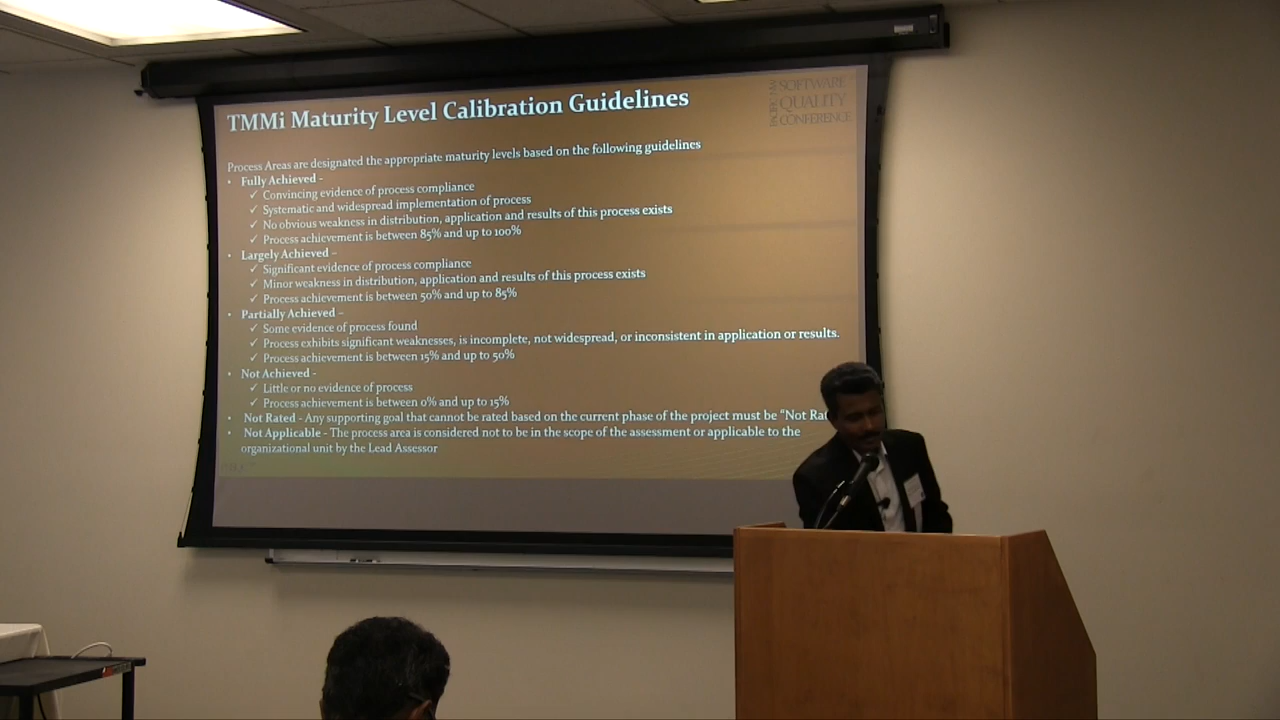 TMMi Maturity Level Calibration Guidelines
PACIFIC NW
SOFTWARE
QUALITY
CONFERENCE
Process Areas are designated the appropriate maturity levels based on the following guidelines
• Fully Achieved -
✓ Convincing evidence of process compliance
✓ Systematic and widespread implementation of process
✓ No obvious weakness in distribution, application and results of this process exists
✓ Process achievement is between 85% and up to 100%
• Largely Achieved –
✓ Significant evidence of process compliance
✓ Minor weakness in distribution, application and results of this process exists
✓ Process achievement is between 50% and up to 85%
• Partially Achieved –
✓ Some evidence of process found
✓ Process exhibits significant weaknesses, is incomplete, not widespread, or inconsistent in application or results.
✓ Process achievement is between 15% and up to 50%
• Not Achieved -
✓ Little or no evidence of process
✓ Process achievement is between 0% and up to 15%
• Not Rated - Any supporting goal that cannot be rated based on the current phase of the project must be "Not Rat
• Not Applicable - The process area is considered not to be in the scope of the assessment or applicable to the
organizational unit by the Lead Assessor